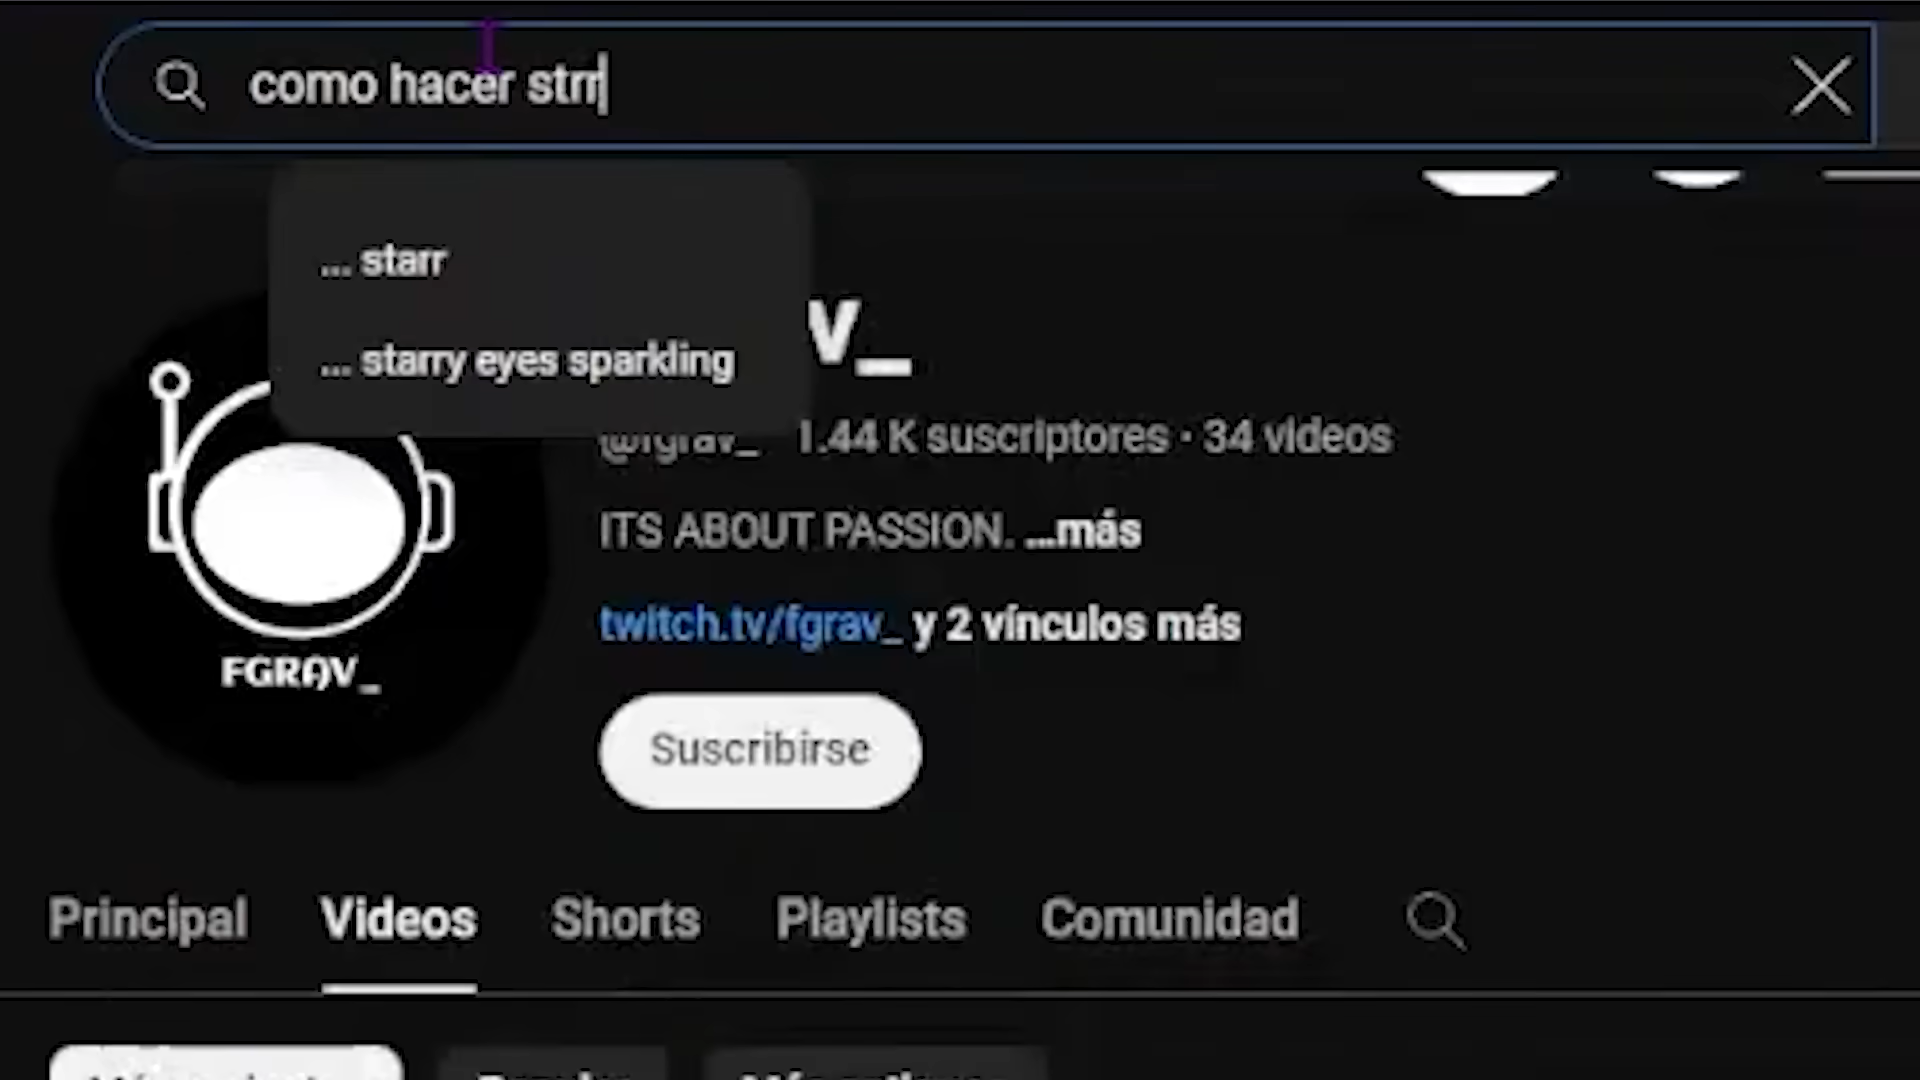 como hacer strr
... starr
... starry eyes sparkling
V_
@fgrav_ 1.44 K suscriptores · 34 videos
ITS ABOUT PASSION. ...más
twitch.tv/fgrav_ y 2 vínculos más
FGRAV_
Suscribirse
Principal Videos Shorts Playlists Comunidad